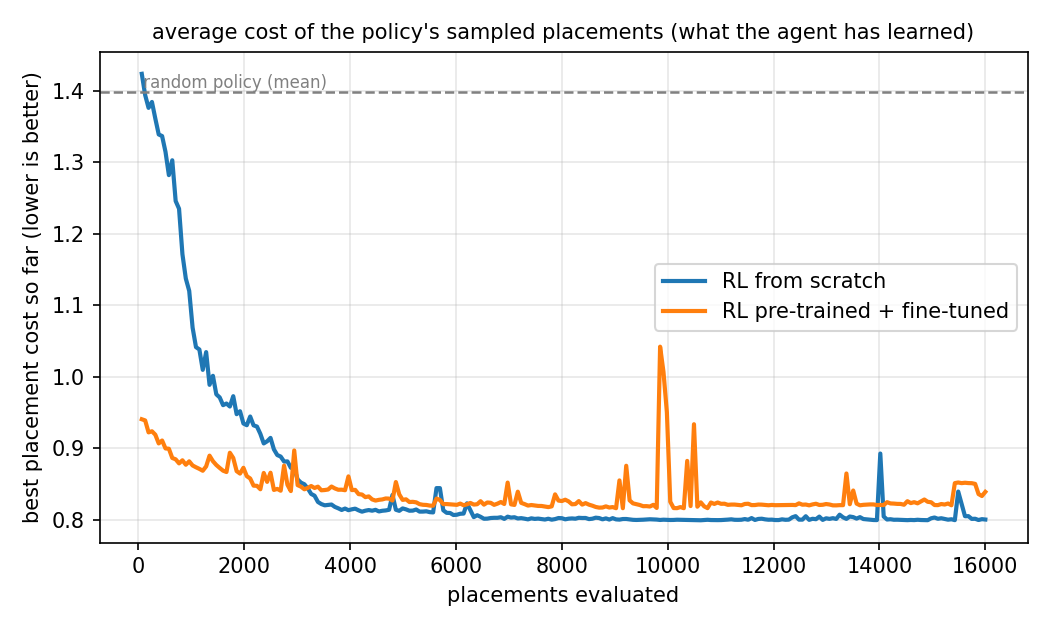 average cost of the policy's sampled placements (what the agent has learned)
best placement cost so far (lower is better)
1.4
1.3
1.2
1.1
1.0
0.9
0.8
random policy (mean)
RL from scratch
RL pre-trained + fine-tuned
0 2000 4000 6000 8000 10000 12000 14000 16000
placements evaluated